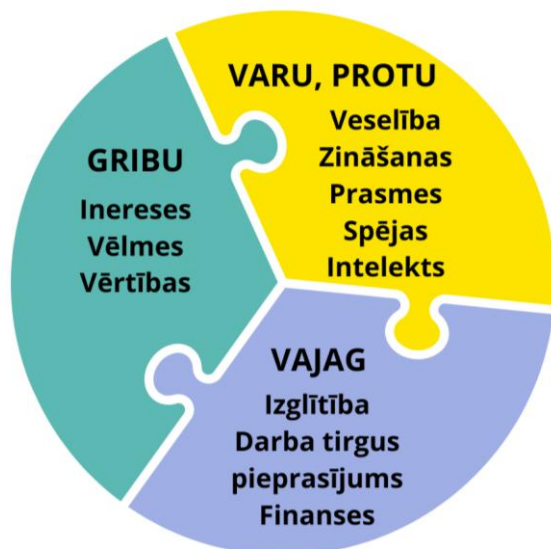 GRIBU
Inereses
Vēlmes
Vērtības
VARU, PROTU
Veselība
Zināšanas
Prasmes
Spējas
Intelekts
VAJAG
Izglītība
Darba tirgus
pieprasījums
Finanses